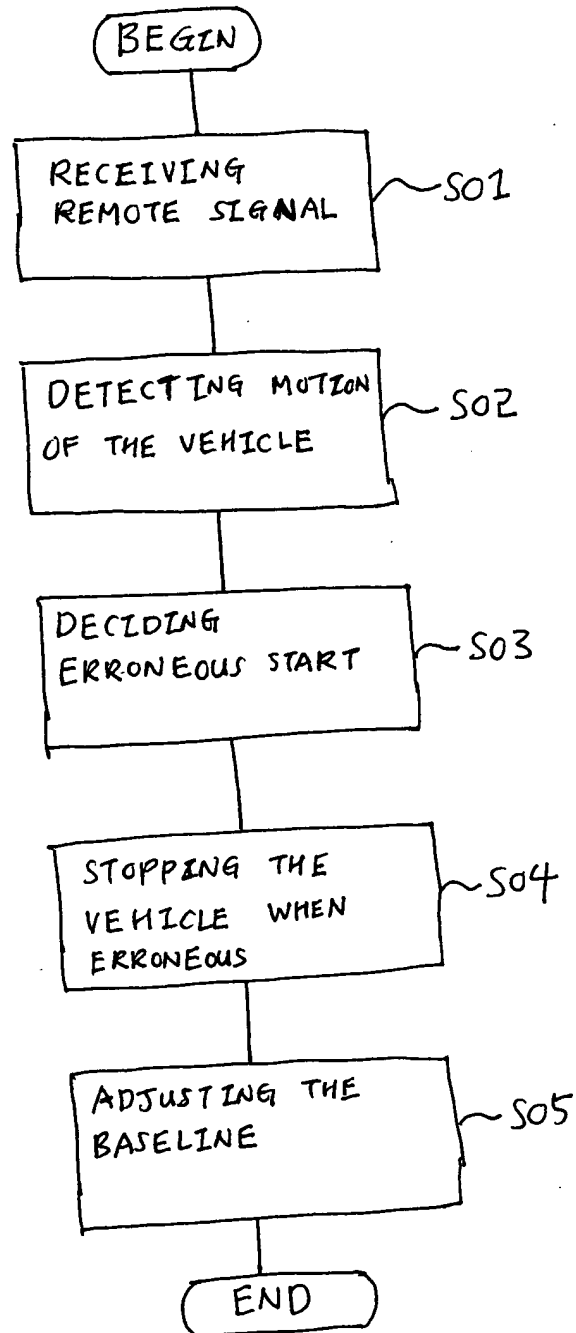 BEGIN
RECEIVING
REMOTE SIGNAL
S01
DETECTING MOTION
OF THE VEHICLE
S02
DECIDING
ERRONEOUS START
S03
STOPPING THE
VEHICLE WHEN
ERRONEOUS
S04
ADJUSTING THE
BASELINE
S05
END